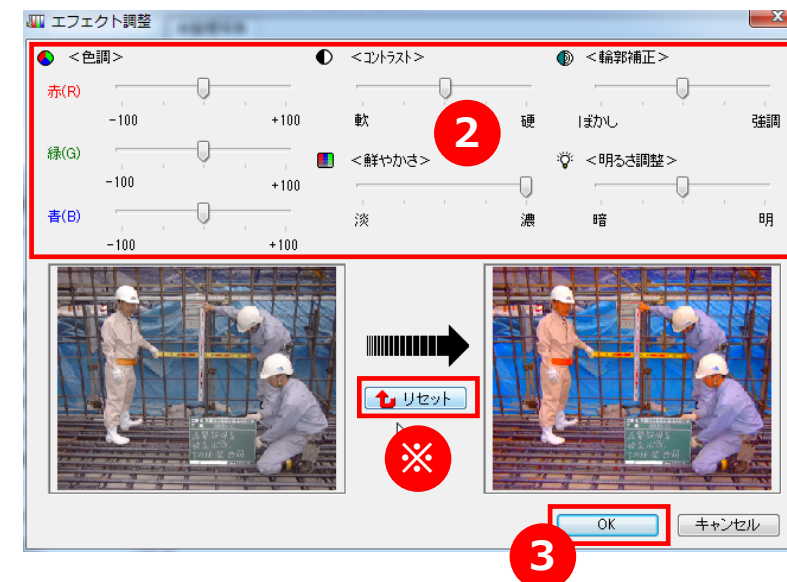 エフェクト調整
<色調> <コントラスト> <輪郭補正>
赤(R)
-100 +100 軟 硬 ぼかし 強調
2
緑(G)
<鮮やかさ> <明るさ調整>
-100 +100
青(B) 淡 濃 暗 明
-100 +100
リセット
※
OK キャンセル
3